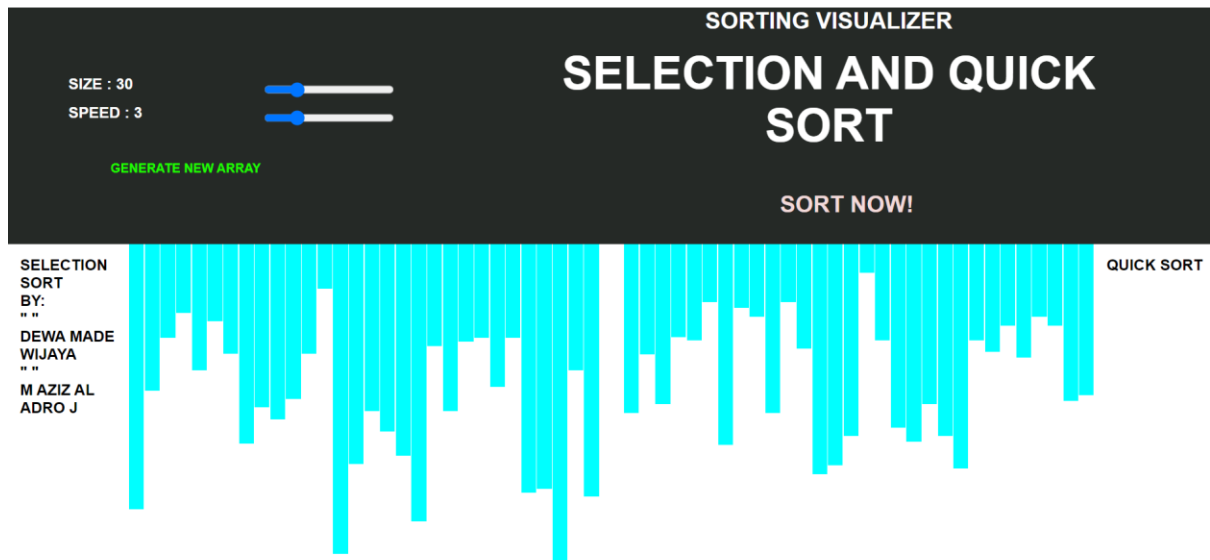 SORTING VISUALIZER
SELECTION AND QUICK
SORT
SIZE : 30
SPEED : 3
GENERATE NEW ARRAY
SORT NOW!
SELECTION
SORT
BY:
" "
DEWA MADE
WIJAYA
" "
M AZIZ AL
ADRO J
QUICK SORT